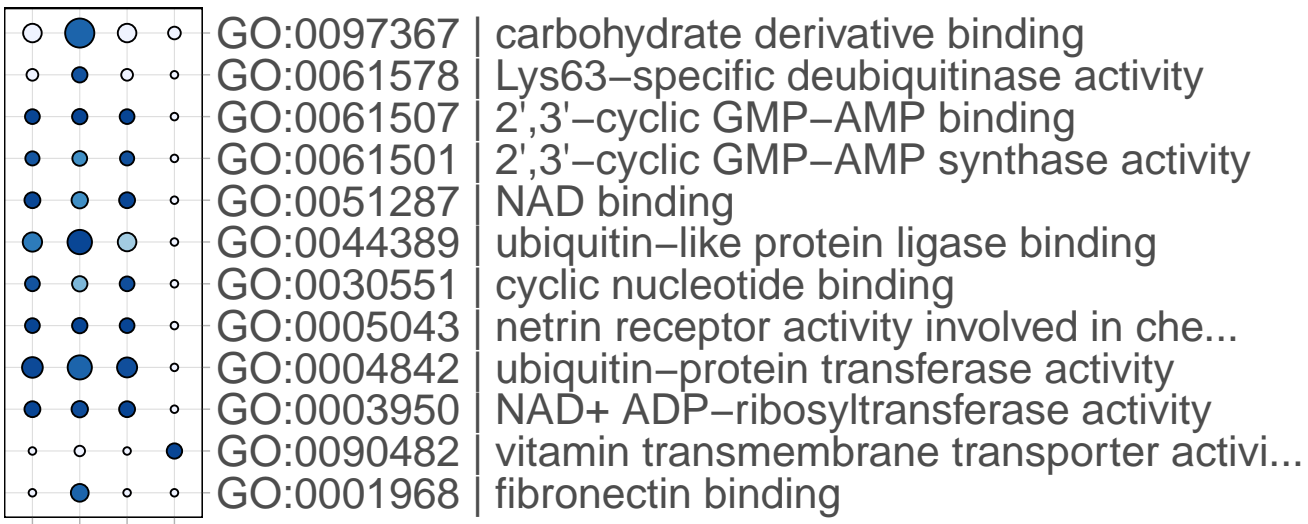 GO:0097367 | carbohydrate derivative binding
GO:0061578 | Lys63−specific deubiquitinase activity
GO:0061507 | 2',3'−cyclic GMP−AMP binding
GO:0061501 | 2',3'−cyclic GMP−AMP synthase activity
GO:0051287 | NAD binding
GO:0044389 | ubiquitin−like protein ligase binding
GO:0030551 | cyclic nucleotide binding
GO:0005043 | netrin receptor activity involved in che...
GO:0004842 | ubiquitin−protein transferase activity
GO:0003950 | NAD+ ADP−ribosyltransferase activity
GO:0090482 | vitamin transmembrane transporter activi...
GO:0001968 | fibronectin binding